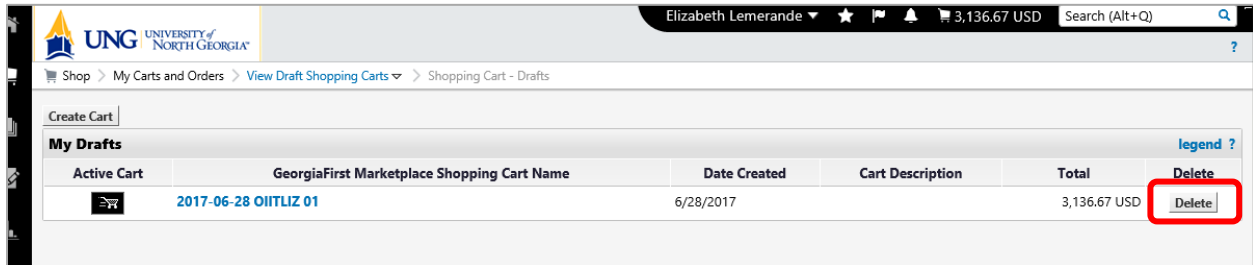 Elizabeth Lemerande 3,136.67 USD Search (Alt+Q)
UNG UNIVERSITY of NORTH GEORGIA™
?
Shop > My Carts and Orders > View Draft Shopping Carts > Shopping Cart - Drafts
Create Cart
My Drafts legend ?
Active Cart GeorgiaFirst Marketplace Shopping Cart Name Date Created Cart Description Total Delete
2017-06-28 OIITLIZ 01 6/28/2017 3,136.67 USD Delete